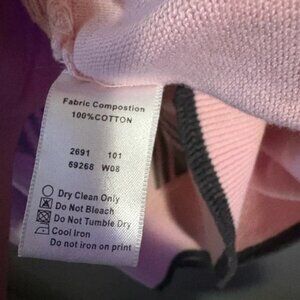 Fabric Compostion
100%COTTON
2691 101
59268 W08
Dry Clean Only
Do Not Bleach
Do Not Tumble Dry
Cool Iron
Do not iron on print